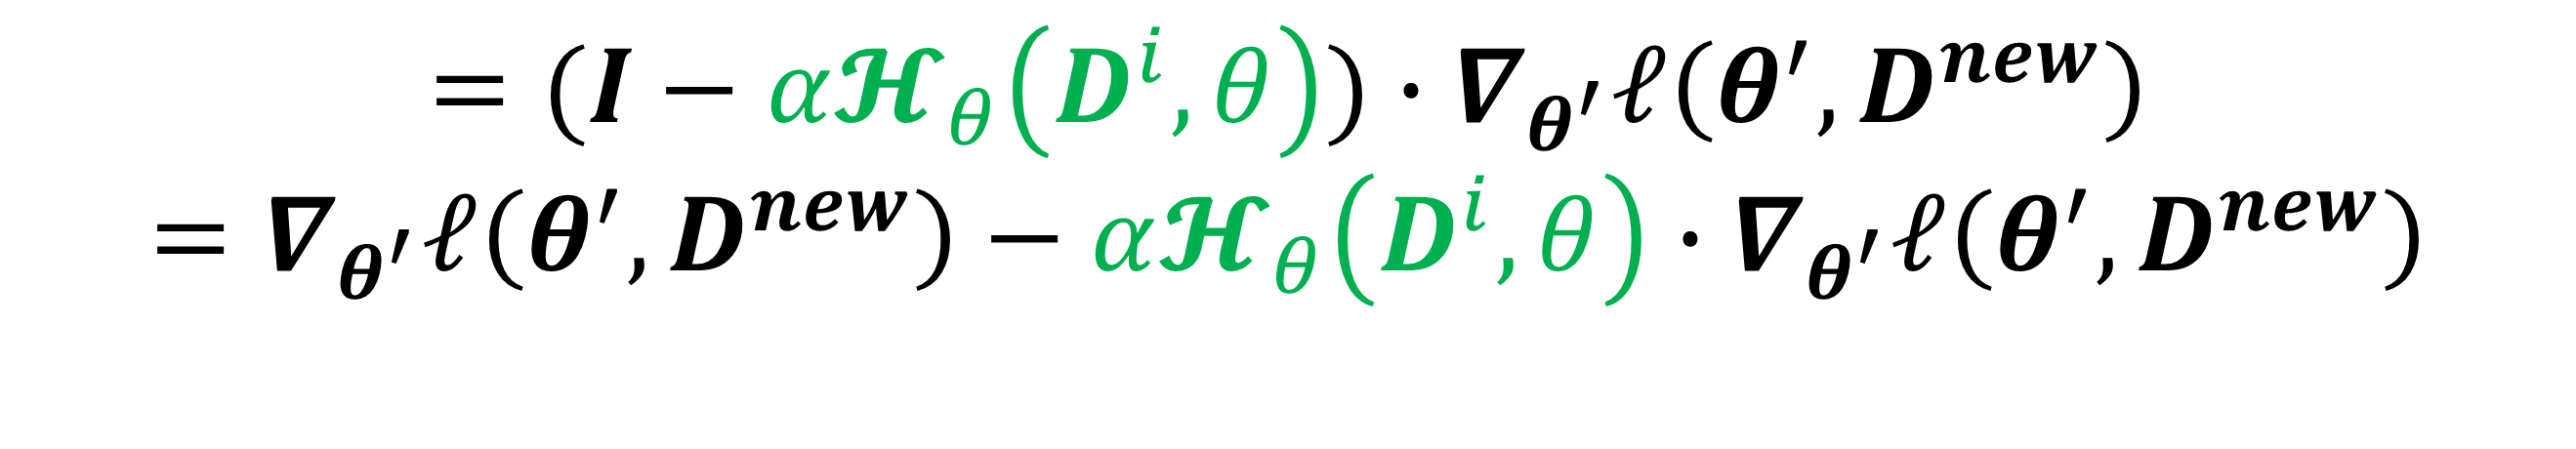 = (I − αℋ_θ(D^i, θ)) · ∇_θ′ ℓ(θ′, D^new)
= ∇_θ′ ℓ(θ′, D^new) − αℋ_θ(D^i, θ) · ∇_θ′ ℓ(θ′, D^new)